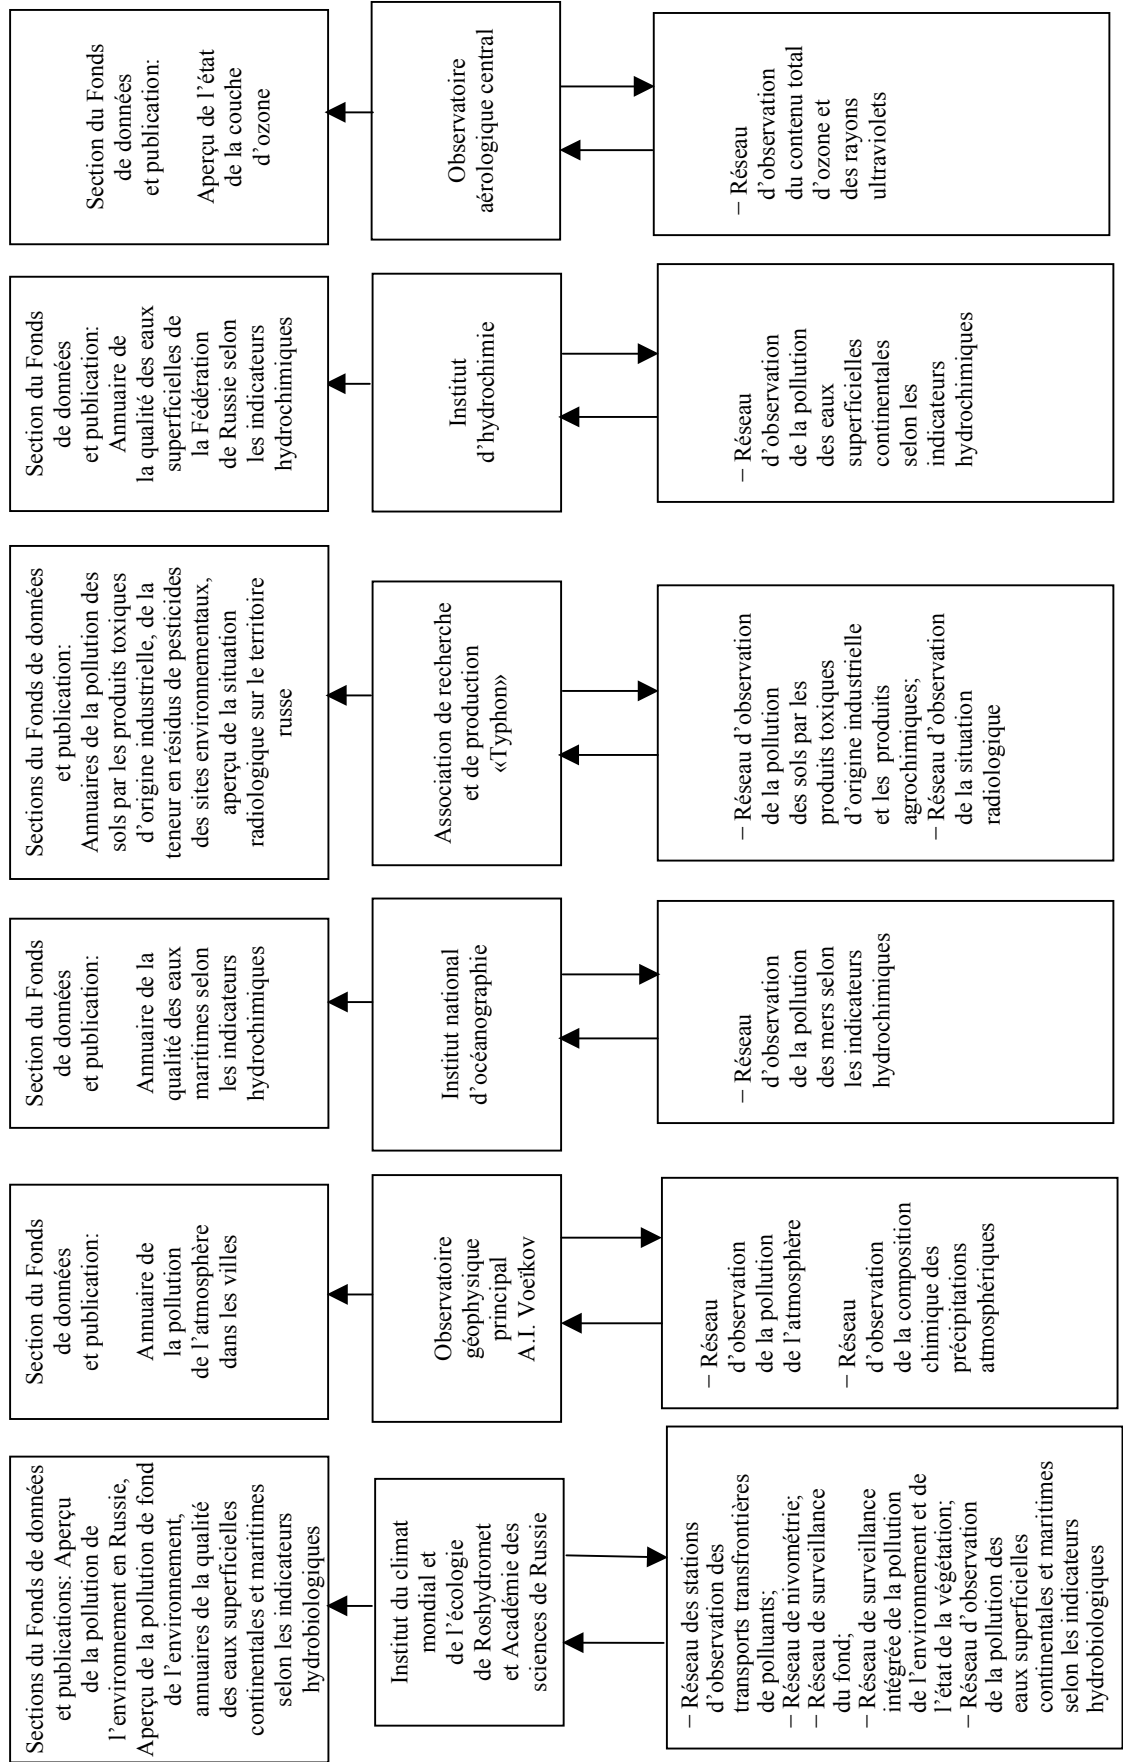 Sections du Fonds de données
et publications: Aperçu
de la pollution de
l'environnement en Russie,
Aperçu de la pollution de fond
de l'environnement,
annuaires de la qualité
des eaux superficielles
continentales et maritimes
selon les indicateurs
hydrobiologiques
Section du Fonds
de données
et publication:
Annuaire de
la pollution
de l'atmosphère
dans les villes
Section du Fonds
de données
et publication:
Annuaire de la
qualité des eaux
maritimes selon
les indicateurs
hydrochimiques
Sections du Fonds de données
et publication:
Annuaires de la pollution des
sols par les produits toxiques
d'origine industrielle, de la
teneur en résidus de pesticides
des sites environnementaux,
aperçu de la situation
radiologique sur le territoire
russe
Section du Fonds
de données
et publication:
Annuaire de
la qualité des eaux
superficielles de
la Fédération
de Russie selon
les indicateurs
hydrochimiques
Section du Fonds
de données
et publication:
Aperçu de l'état
de la couche
d'ozone
Institut du climat
mondial et
de l'écologie
de Roshydromet
et Académie des
sciences de Russie
Observatoire
géophysique
principal
A.I. Voeïkov
Institut national
d'océanographie
Association de recherche
et de production
«Typhon»
Institut
d'hydrochimie
Observatoire
aérologique central
– Réseau des stations
d'observation des
transports transfrontières
de polluants;
– Réseau de nivométrie;
– Réseau de surveillance
du fond;
– Réseau de surveillance
intégrée de la pollution
de l'environnement et de
l'état de la végétation;
– Réseau d'observation
de la pollution des
eaux superficielles
continentales et maritimes
selon les indicateurs
hydrobiologiques
– Réseau
d'observation
de la pollution
de l'atmosphère
– Réseau
d'observation
de la composition
chimique des
précipitations
atmosphériques
– Réseau
d'observation
de la pollution
des mers selon
les indicateurs
hydrochimiques
– Réseau d'observation
de la pollution
des sols par les
produits toxiques
d'origine industrielle
et les produits
agrochimiques;
– Réseau d'observation
de la situation
radiologique
– Réseau
d'observation
de la pollution
des eaux
superficielles
continentales
selon les
indicateurs
hydrochimiques
– Réseau
d'observation
du contenu total
d'ozone et
des rayons
ultraviolets